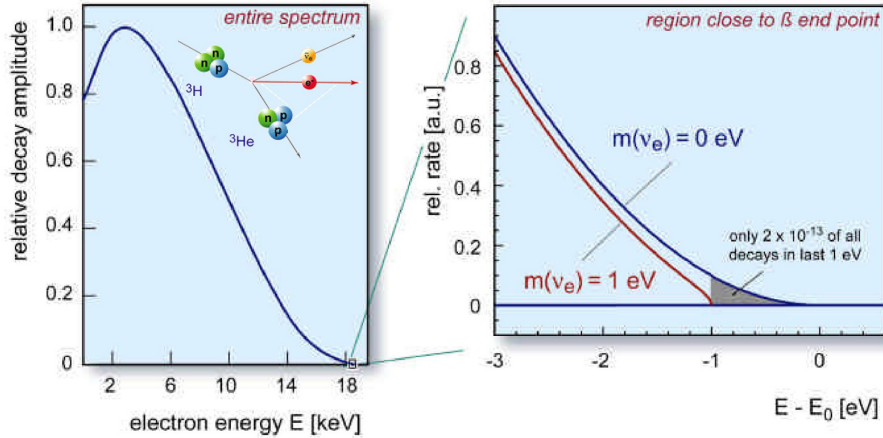 entire spectrum
relative decay amplitude
1.0
0.8
0.6
0.4
0.2
0
2
6
10
14
18
electron energy E [keV]
n
n
p
³H
ν̄e
e⁻
n
p
p
³He
region close to ß end point
rel. rate [a.u.]
0.8
0.6
0.4
0.2
0
-3
-2
-1
0
E - E₀ [eV]
m(νₑ) = 0 eV
m(νₑ) = 1 eV
only 2 x 10⁻¹³ of all
decays in last 1 eV